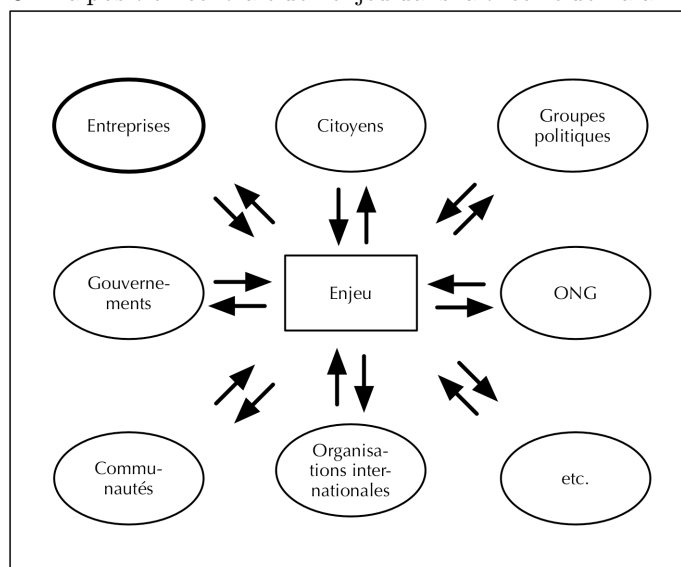 Entreprises
Citoyens
Groupes
politiques
Gouverne-
ments
Enjeu
ONG
Commu-
nautés
Organisa-
tions inter-
nationales
etc.